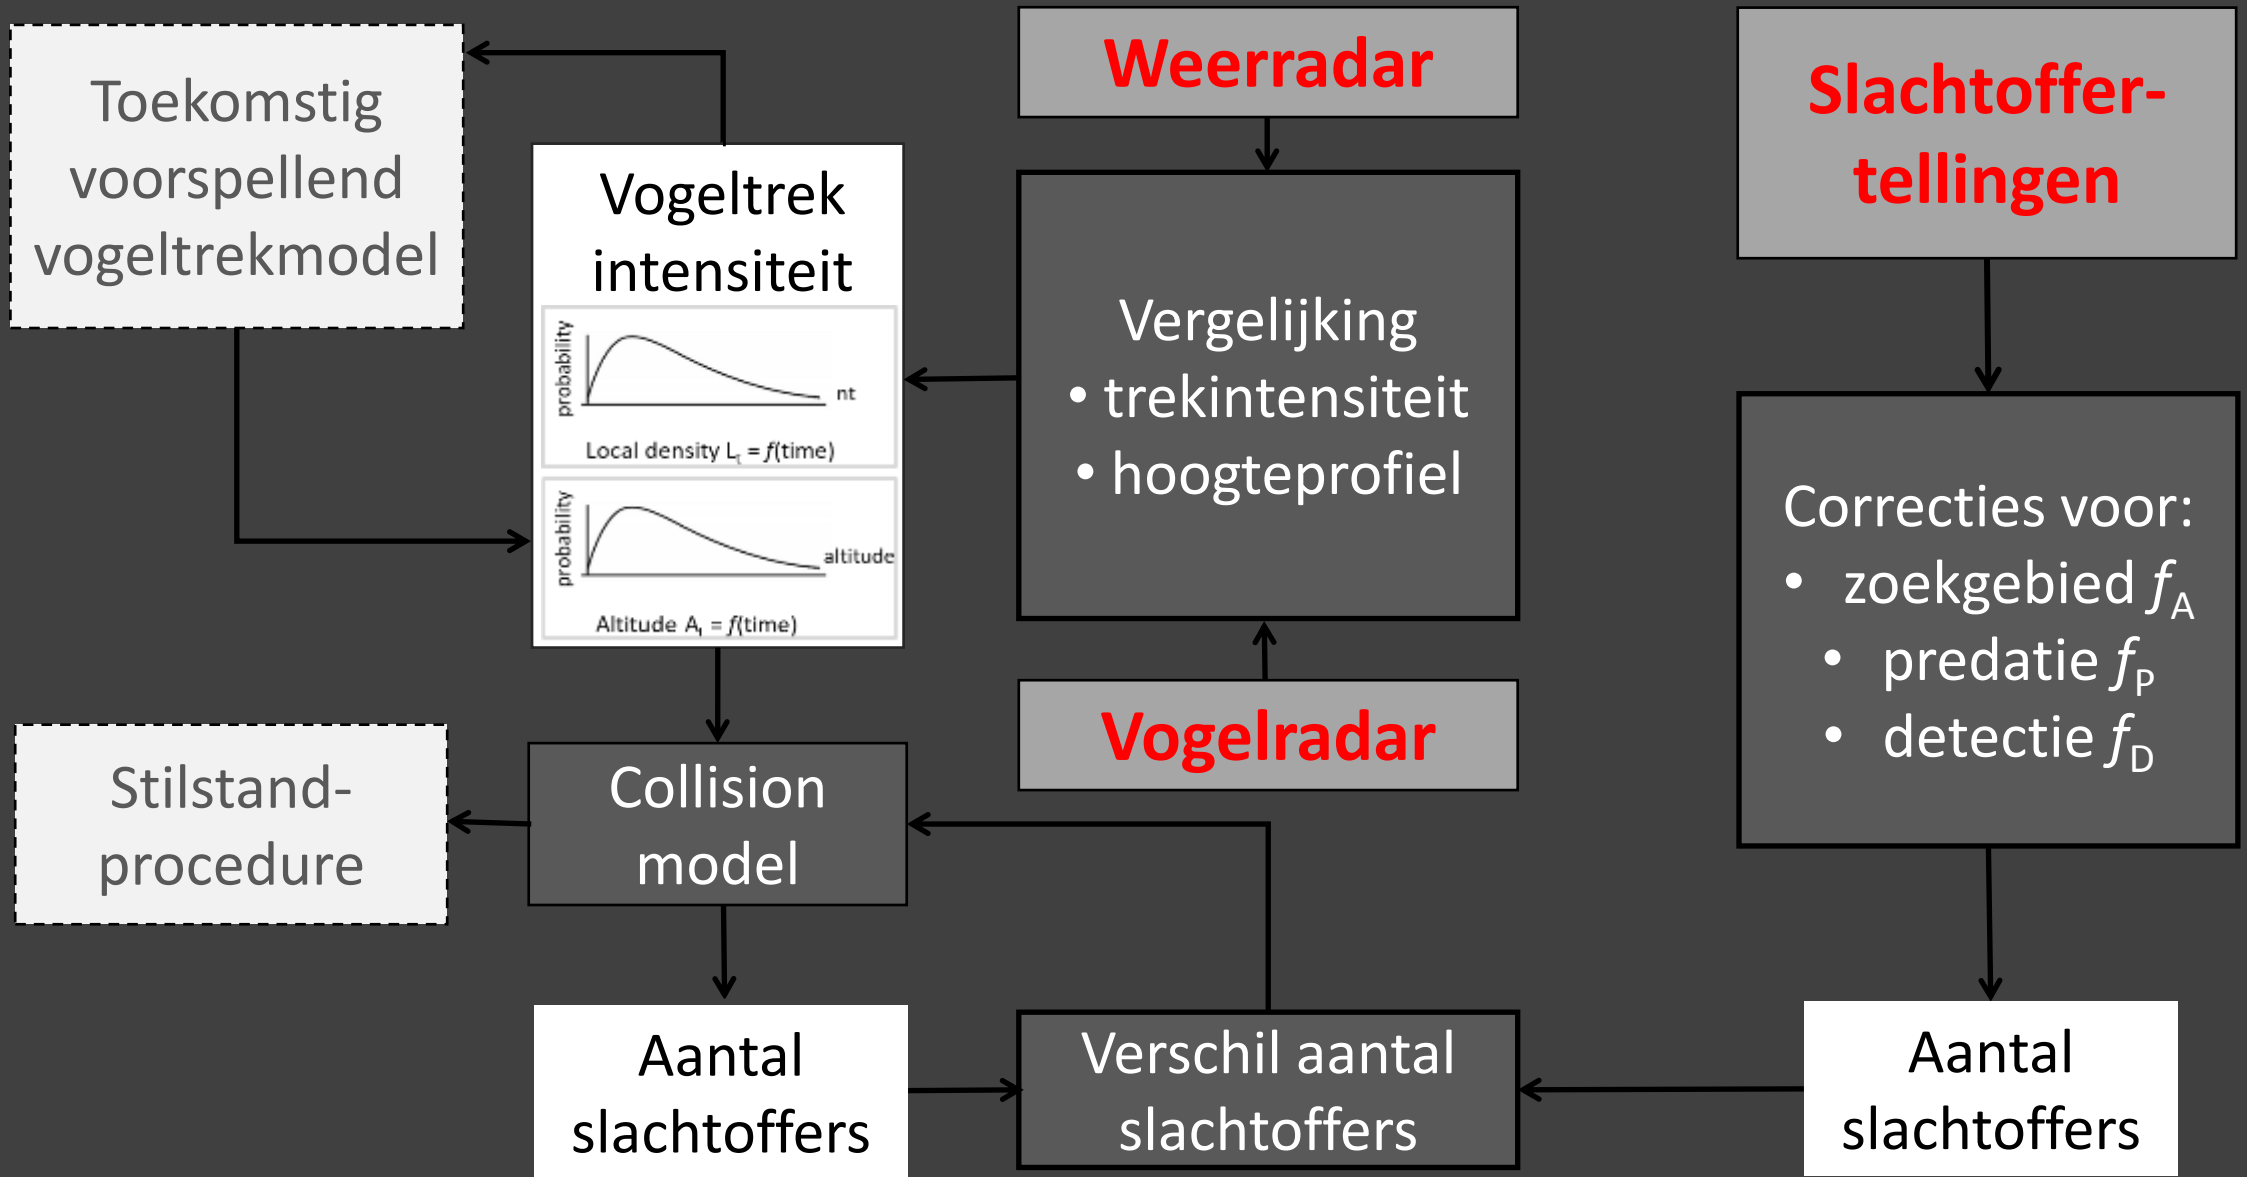 Toekomstig
voorspellend
vogeltrekmodel
Vogeltrek
intensiteit
probability
nt
Local density Lt = f(time)
probability
altitude
Altitude At = f(time)
Weerradar
Vergelijking
• trekintensiteit
• hoogteprofiel
Vogelradar
Slachtoffer-
tellingen
Correcties voor:
• zoekgebied fA
• predatie fP
• detectie fD
Stilstand-
procedure
Collision
model
Aantal
slachtoffers
Verschil aantal
slachtoffers
Aantal
slachtoffers